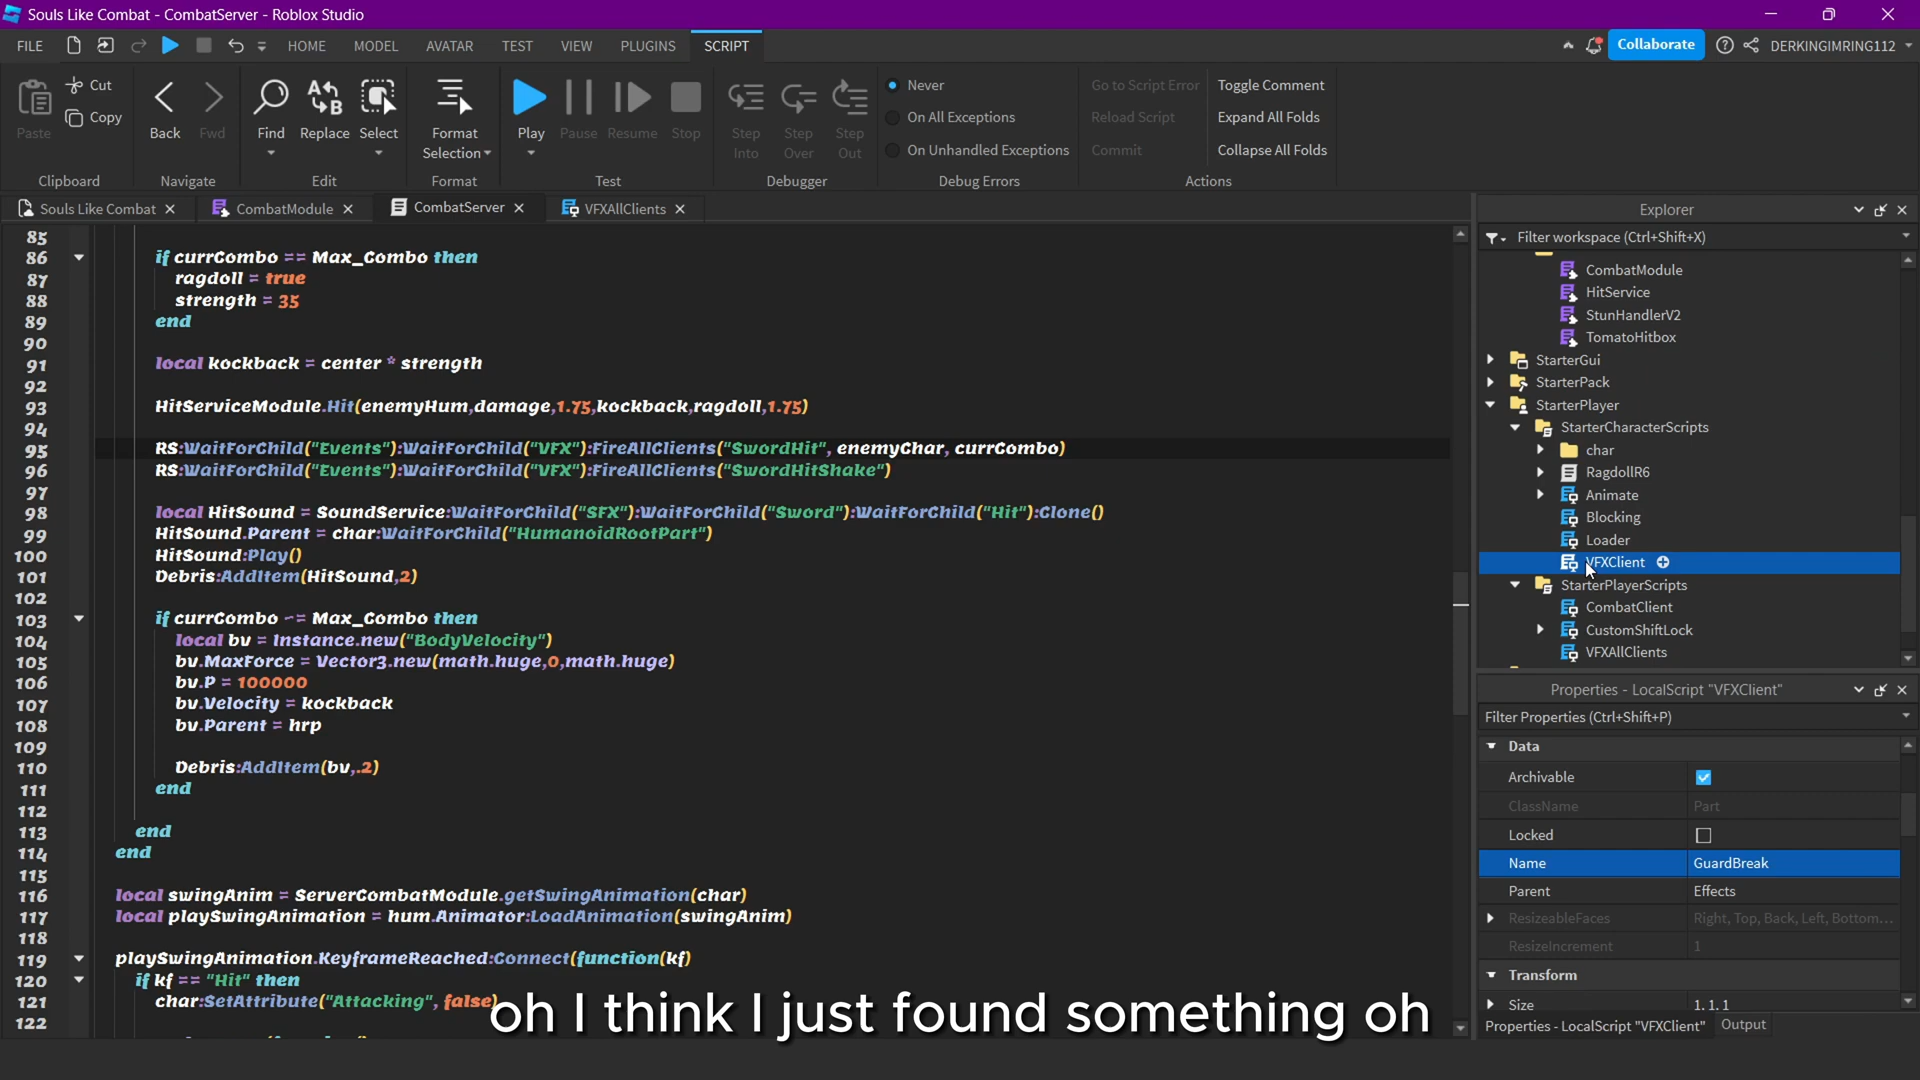 Souls Like Combat - CombatServer - Roblox Studio
FILE HOME MODEL AVATAR TEST VIEW PLUGINS SCRIPT Collaborate DERKINGIMRING112
Paste Cut Copy Clipboard
Back Fwd Navigate
Find Replace Select Edit
Format Selection Format
Play Pause Resume Stop Test
Step Into Step Over Step Out Debugger
Never
On All Exceptions
On Unhandled Exceptions
Debug Errors
Go to Script Error
Reload Script
Commit
Toggle Comment
Expand All Folds
Collapse All Folds
Actions
Souls Like Combat CombatModule CombatServer VFXAllClients
85
86 if currCombo == Max_Combo then
87 ragdoll = true
88 strength = 35
89 end
90
91 local kockback = center * strength
92
93 HitServiceModule.Hit(enemyHum,damage,1.75,kockback,ragdoll,1.75)
94
95 RS:WaitForChild("Events"):WaitForChild("VFX"):FireAllClients("SwordHit", enemyChar, currCombo)
96 RS:WaitForChild("Events"):WaitForChild("VFX"):FireAllClients("SwordHitShake")
97
98 local HitSound = SoundService:WaitForChild("SFX"):WaitForChild("Sword"):WaitForChild("Hit"):Clone()
99 HitSound.Parent = char:WaitForChild("HumanoidRootPart")
100 HitSound:Play()
101 Debris:AddItem(HitSound,2)
102
103 if currCombo ~= Max_Combo then
104 local bv = Instance.new("BodyVelocity")
105 bv.MaxForce = Vector3.new(math.huge,0,math.huge)
106 bv.P = 100000
107 bv.Velocity = kockback
108 bv.Parent = hrp
109
110 Debris:AddItem(bv,.2)
111 end
112
113 end
114 end
115
116 local swingAnim = ServerCombatModule.getSwingAnimation(char)
117 local playSwingAnimation = hum.Animator:LoadAnimation(swingAnim)
118
119 playSwingAnimation.KeyframeReached:Connect(function(kf)
120 if kf == "Hit" then
121 char:SetAttribute("Attacking", false)
122
oh I think I just found something oh
Explorer
Filter workspace (Ctrl+Shift+X)
CombatModule
HitService
StunHandlerV2
TomatoHitbox
StarterGui
StarterPack
StarterPlayer
StarterCharacterScripts
char
RagdollR6
Animate
Blocking
Loader
VFXClient
StarterPlayerScripts
CombatClient
CustomShiftLock
VFXAllClients
Properties - LocalScript "VFXClient"
Filter Properties (Ctrl+Shift+P)
Data
Archivable
ClassName Part
Locked
Name GuardBreak
Parent Effects
ResizeableFaces Right, Top, Back, Left, Bottom...
ResizeIncrement 1
Transform
Size 1, 1, 1
Properties - LocalScript "VFXClient" Output